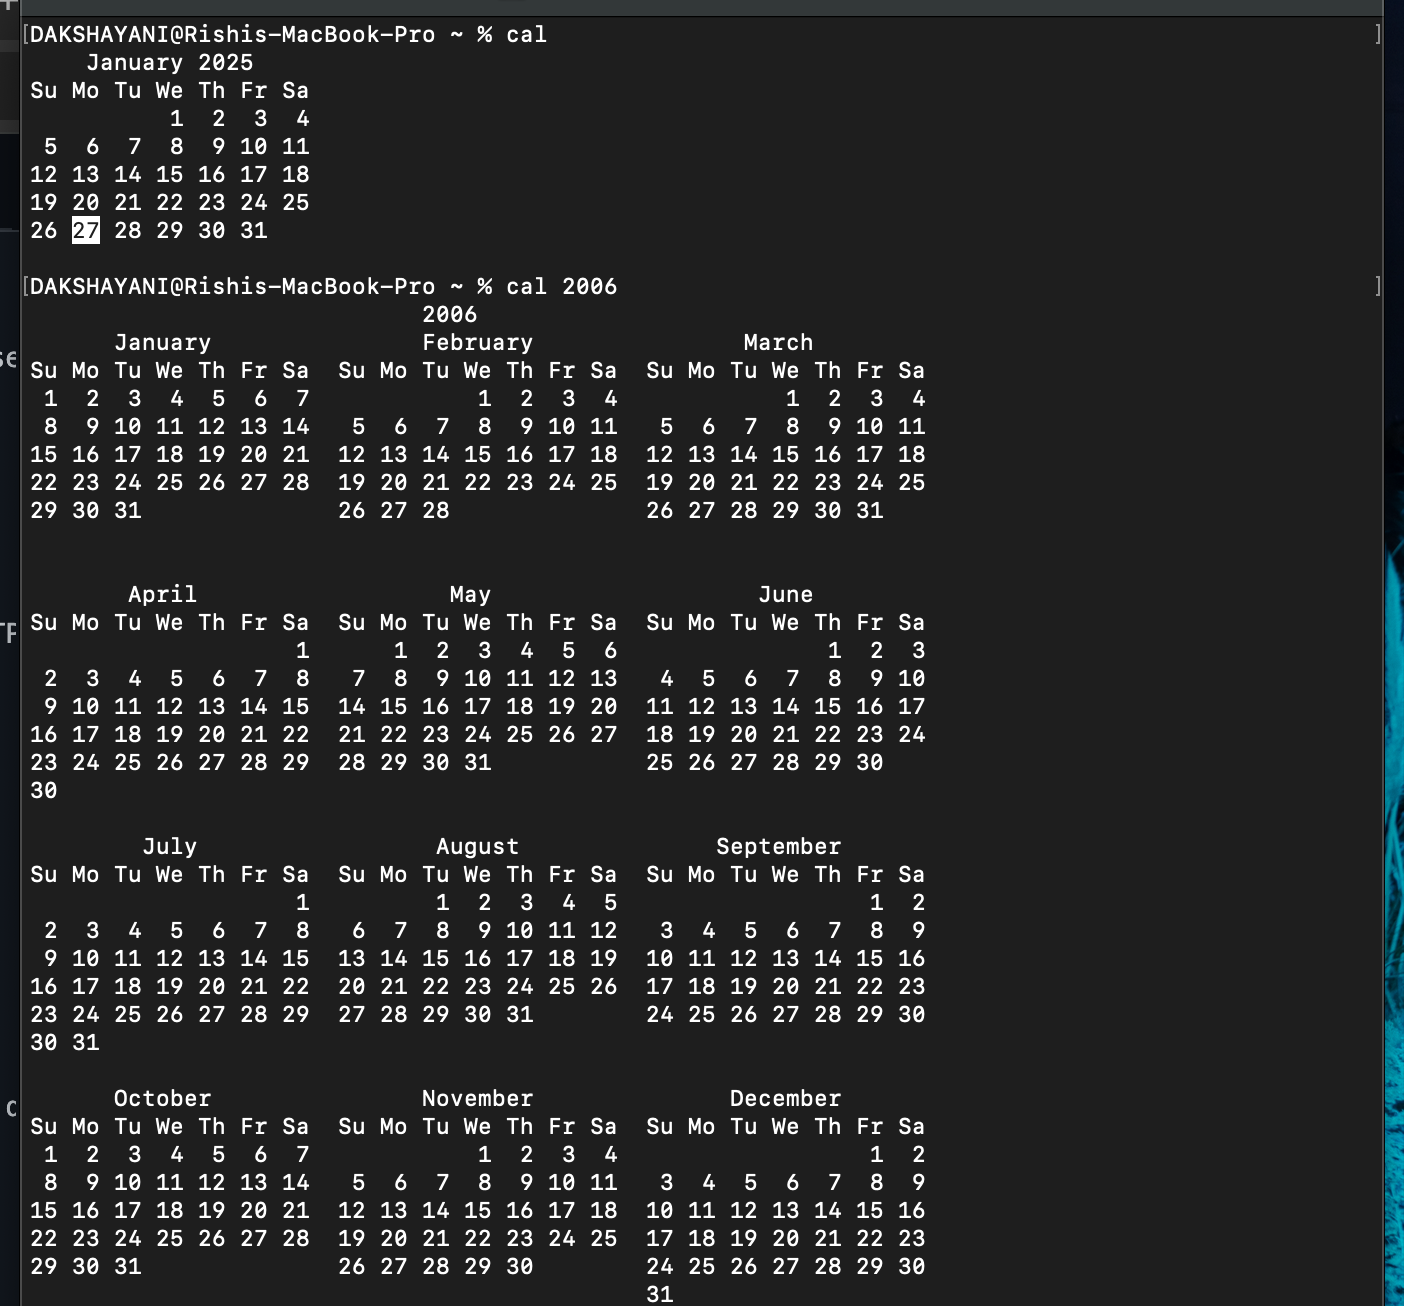 [DAKSHAYANI@Rishis-MacBook-Pro ~ % cal ]
January 2025
Su Mo Tu We Th Fr Sa
1 2 3 4
5 6 7 8 9 10 11
12 13 14 15 16 17 18
19 20 21 22 23 24 25
26 27 28 29 30 31
[DAKSHAYANI@Rishis-MacBook-Pro ~ % cal 2006 ]
2006
January February March
Su Mo Tu We Th Fr Sa Su Mo Tu We Th Fr Sa Su Mo Tu We Th Fr Sa
1 2 3 4 5 6 7 1 2 3 4 1 2 3 4
8 9 10 11 12 13 14 5 6 7 8 9 10 11 5 6 7 8 9 10 11
15 16 17 18 19 20 21 12 13 14 15 16 17 18 12 13 14 15 16 17 18
22 23 24 25 26 27 28 19 20 21 22 23 24 25 19 20 21 22 23 24 25
29 30 31 26 27 28 26 27 28 29 30 31
April May June
Su Mo Tu We Th Fr Sa Su Mo Tu We Th Fr Sa Su Mo Tu We Th Fr Sa
1 1 2 3 4 5 6 1 2 3
2 3 4 5 6 7 8 7 8 9 10 11 12 13 4 5 6 7 8 9 10
9 10 11 12 13 14 15 14 15 16 17 18 19 20 11 12 13 14 15 16 17
16 17 18 19 20 21 22 21 22 23 24 25 26 27 18 19 20 21 22 23 24
23 24 25 26 27 28 29 28 29 30 31 25 26 27 28 29 30
30
July August September
Su Mo Tu We Th Fr Sa Su Mo Tu We Th Fr Sa Su Mo Tu We Th Fr Sa
1 1 2 3 4 5 1 2
2 3 4 5 6 7 8 6 7 8 9 10 11 12 3 4 5 6 7 8 9
9 10 11 12 13 14 15 13 14 15 16 17 18 19 10 11 12 13 14 15 16
16 17 18 19 20 21 22 20 21 22 23 24 25 26 17 18 19 20 21 22 23
23 24 25 26 27 28 29 27 28 29 30 31 24 25 26 27 28 29 30
30 31
October November December
Su Mo Tu We Th Fr Sa Su Mo Tu We Th Fr Sa Su Mo Tu We Th Fr Sa
1 2 3 4 5 6 7 1 2 3 4 1 2
8 9 10 11 12 13 14 5 6 7 8 9 10 11 3 4 5 6 7 8 9
15 16 17 18 19 20 21 12 13 14 15 16 17 18 10 11 12 13 14 15 16
22 23 24 25 26 27 28 19 20 21 22 23 24 25 17 18 19 20 21 22 23
29 30 31 26 27 28 29 30 24 25 26 27 28 29 30
31